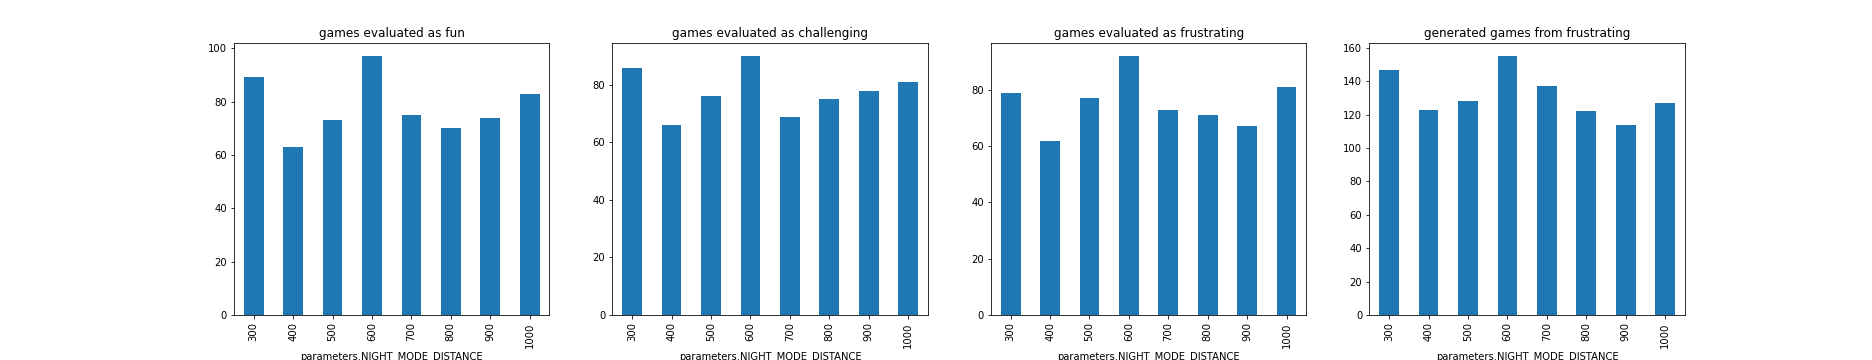 games evaluated as fun
100
80
60
40
20
0
300 400 500 600 700 800 900 1000
parameters.NIGHT_MODE_DISTANCE
games evaluated as challenging
80
60
40
20
0
300 400 500 600 700 800 900 1000
parameters.NIGHT_MODE_DISTANCE
games evaluated as frustrating
80
60
40
20
0
300 400 500 600 700 800 900 1000
parameters.NIGHT_MODE_DISTANCE
generated games from frustrating
160
140
120
100
80
60
40
20
0
300 400 500 600 700 800 900 1000
parameters.NIGHT_MODE_DISTANCE